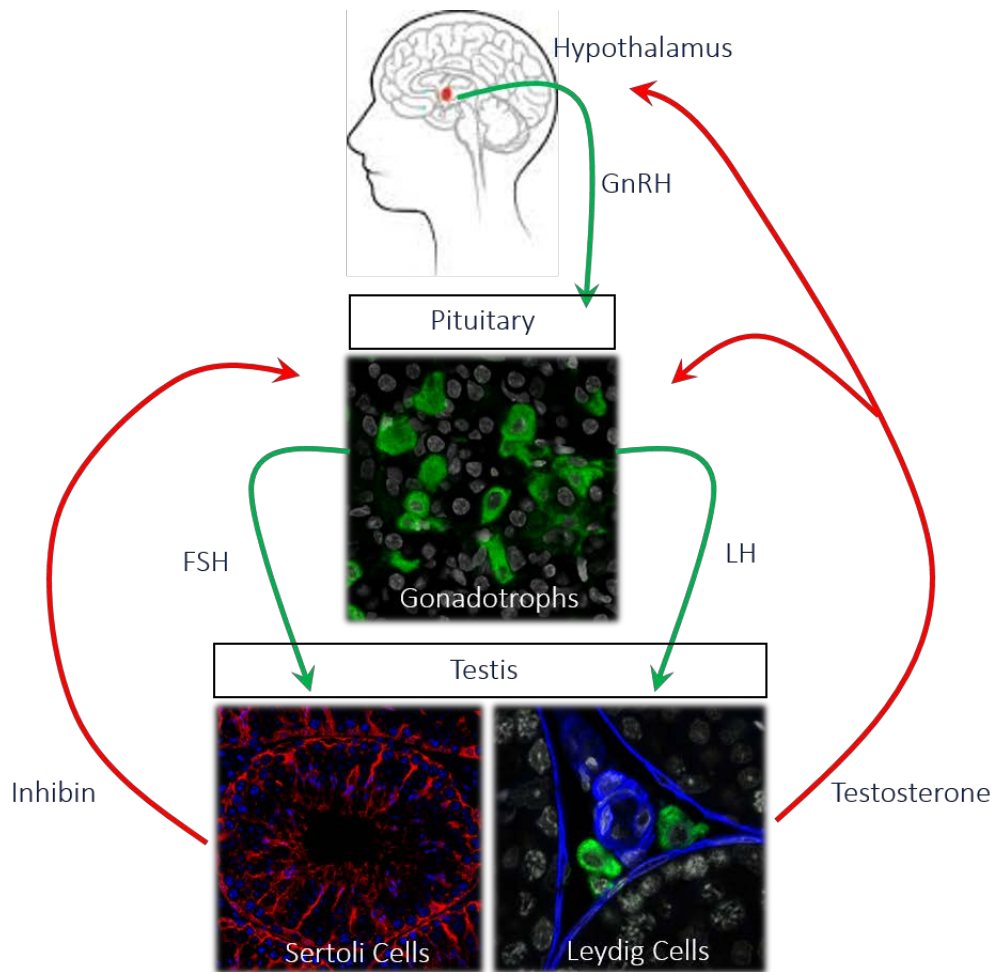 Hypothalamus
GnRH
Pituitary
FSH
LH
Gonadotrophs
Testis
Inhibin
Testosterone
Sertoli Cells
Leydig Cells